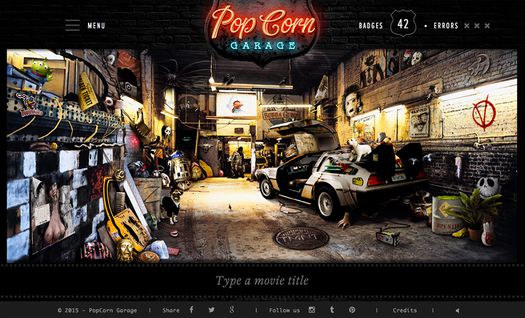 MENU
Pop Corn
GARAGE
BADGES 42 • ERRORS × × ×
Type a movie title
© 2015 - PopCorn Garage | Share | Follow us | Credits